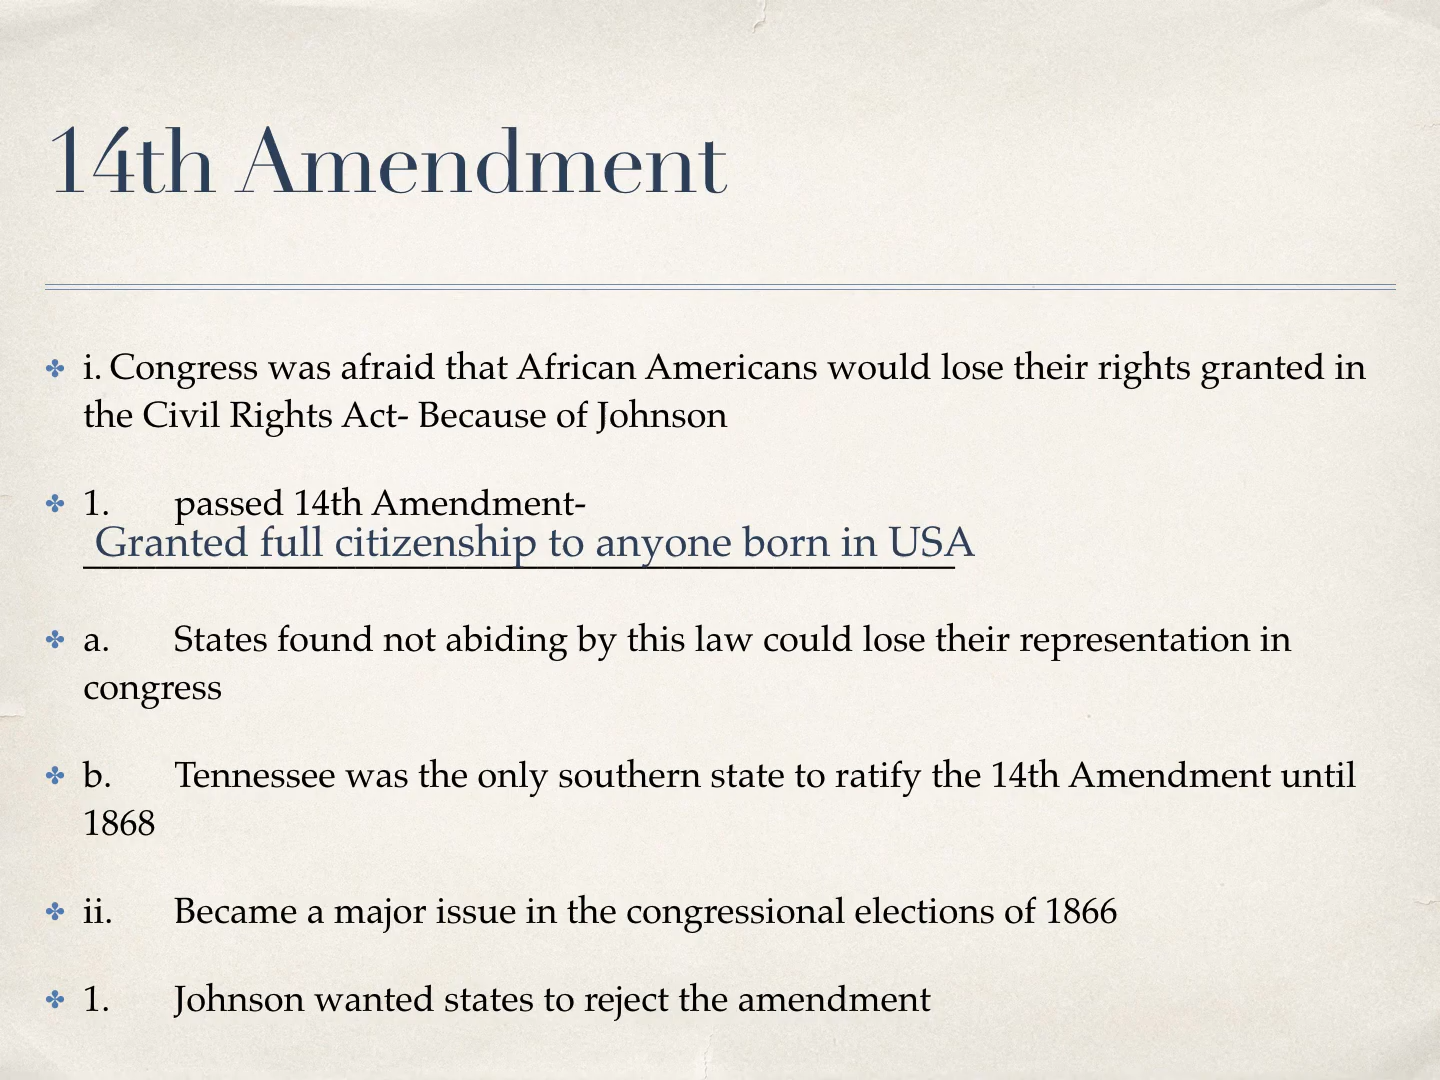 14th Amendment
i. Congress was afraid that African Americans would lose their rights granted in
the Civil Rights Act- Because of Johnson
1. passed 14th Amendment-
Granted full citizenship to anyone born in USA
a. States found not abiding by this law could lose their representation in
congress
b. Tennessee was the only southern state to ratify the 14th Amendment until
1868
ii. Became a major issue in the congressional elections of 1866
1. Johnson wanted states to reject the amendment